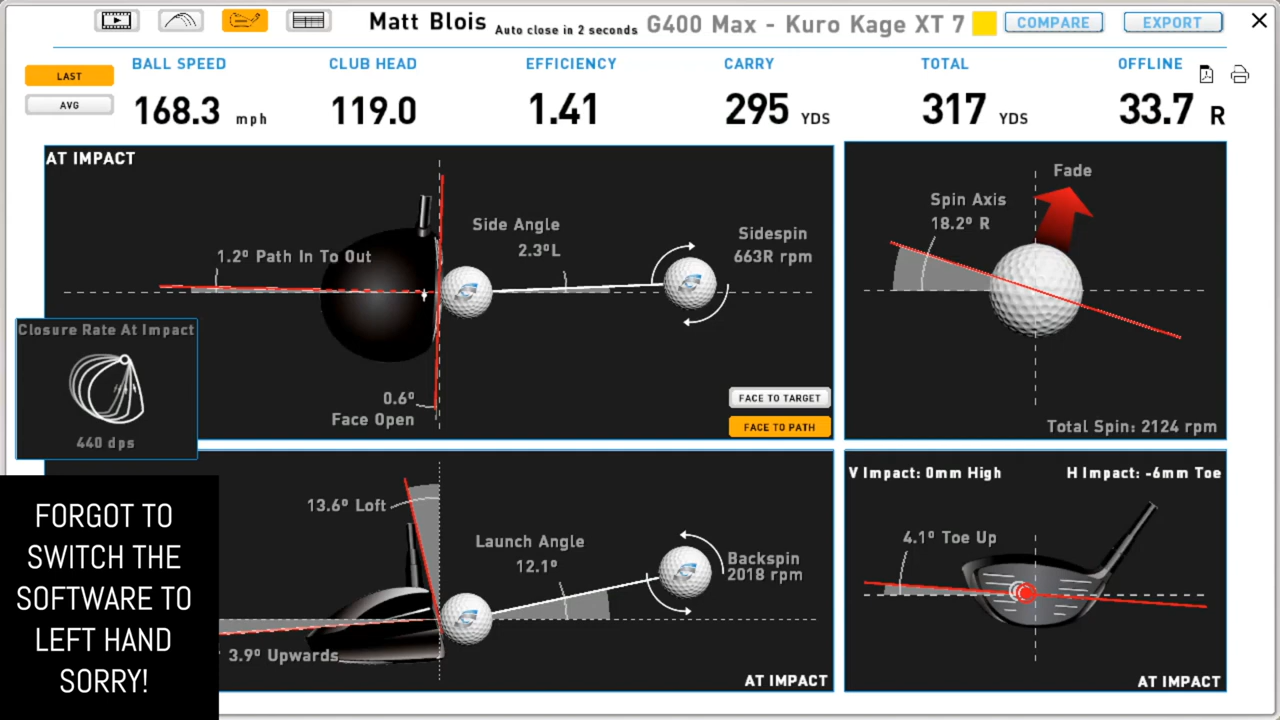 Matt Blois Auto close in 2 seconds G400 Max - Kuro Kage XT 7 COMPARE EXPORT
LAST
AVG
BALL SPEED CLUB HEAD EFFICIENCY CARRY TOTAL OFFLINE
168.3 mph 119.0 1.41 295 YDS 317 YDS 33.7 R
AT IMPACT
1.2º Path In To Out
Side Angle
2.3ºL
Sidespin
663R rpm
0.6º
Face Open
FACE TO TARGET
FACE TO PATH
Fade
Spin Axis
18.2º R
Total Spin: 2124 rpm
Closure Rate At Impact
440 dps
13.6º Loft
Launch Angle
12.1º
Backspin
2018 rpm
3.9º Upwards
AT IMPACT
V Impact: 0mm High H Impact: -6mm Toe
4.1º Toe Up
AT IMPACT
FORGOT TO
SWITCH THE
SOFTWARE TO
LEFT HAND
SORRY!